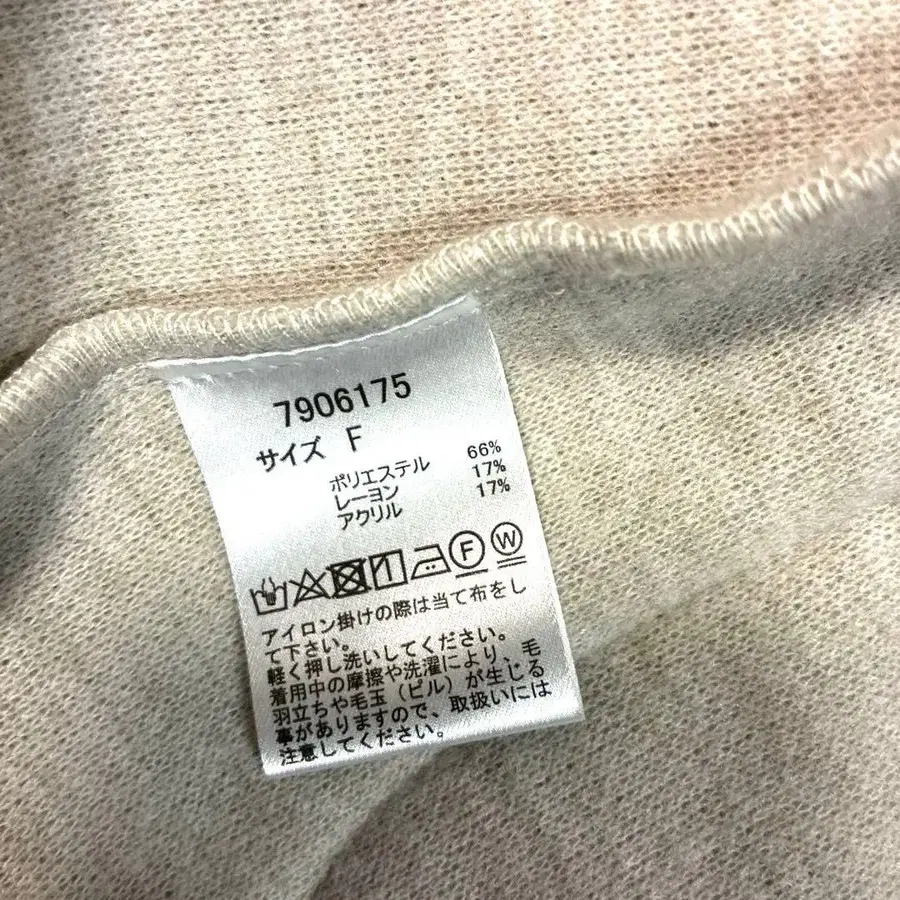 7906175
サイズ F
ポリエステル 66%
レーヨン 17%
アクリル 17%
F W
アイロン掛けの際は当て布をし
て下さい。
軽く押し洗いしてください。
着用中の摩擦や洗濯により、毛
羽立ちや毛玉（ピル）が生じる
事がありますので、取扱いには
注意してください。